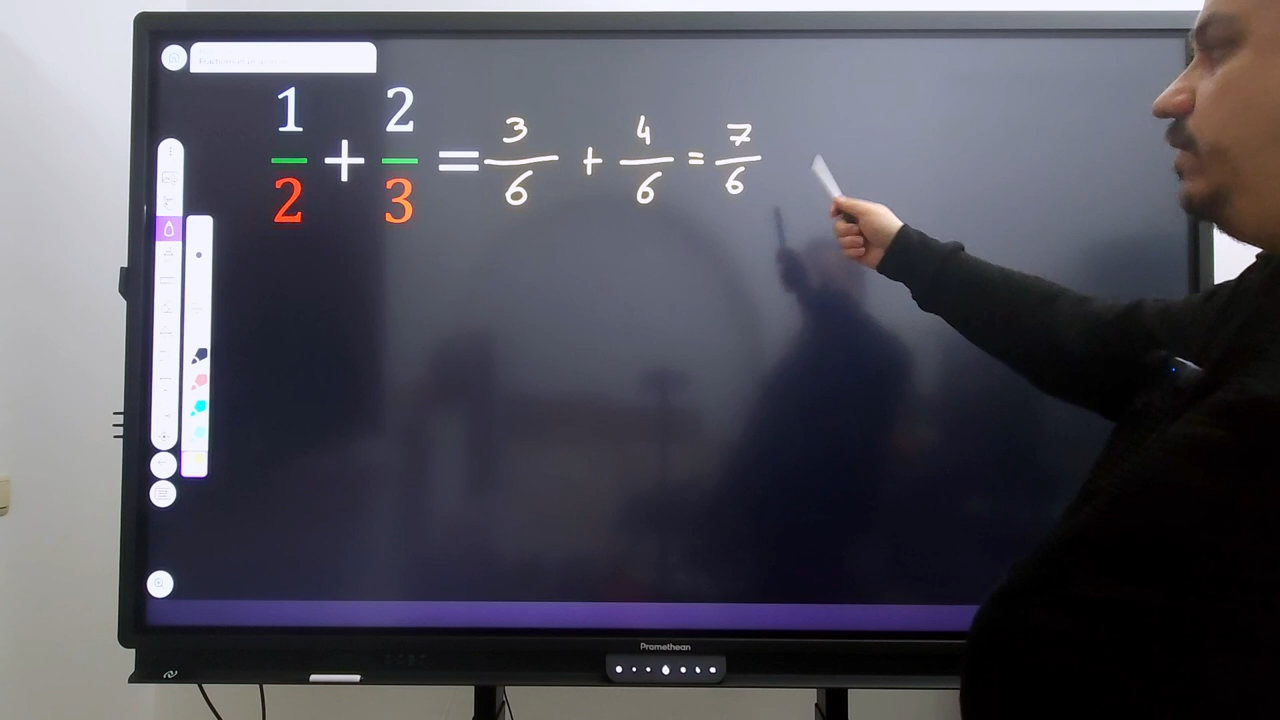 1/2 + 2/3 = 3/6 + 4/6 = 7/6
Promethean